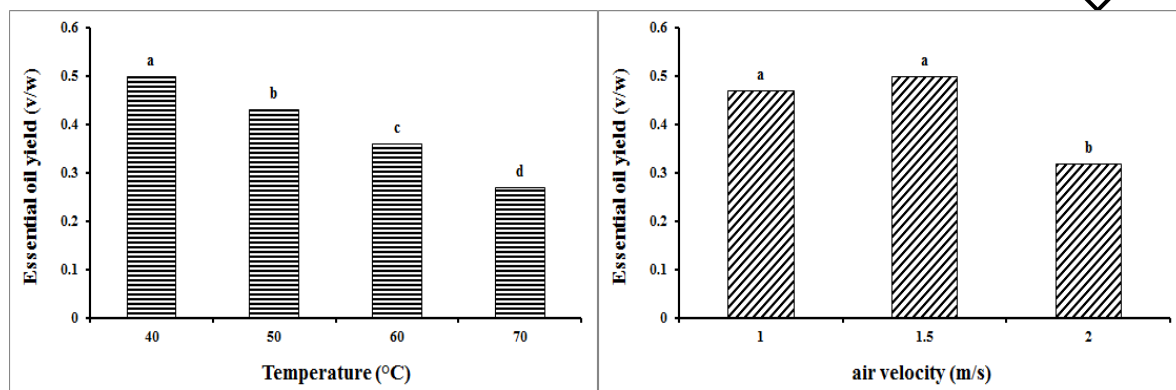 Essential oil yield (v/w)
0.6
0.5
0.4
0.3
0.2
0.1
0
a
b
c
d
40 50 60 70
Temperature (°C)
Essential oil yield (v/w)
0.6
0.5
0.4
0.3
0.2
0.1
0
a
a
b
1 1.5 2
air velocity (m/s)